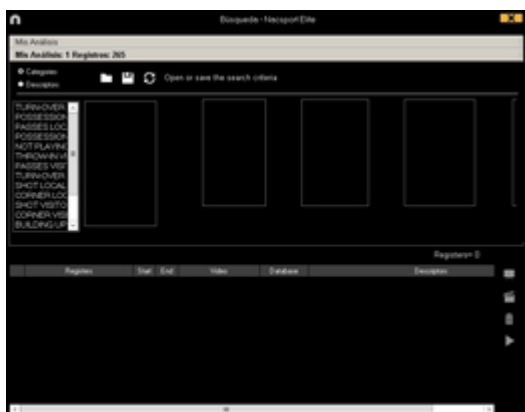 Búsqueda - Nacsport Elite
Mis Análisis
Mis Análisis: 1 Registros: 265
Categories
Descriptors
Open or save the search criteria
TURN-OVER
POSSESSION
PASSES LOC
POSSESSION
NOT PLAYING
THROW-IN VI
PASSES VISIT
TURN-OVER
SHOT LOCAL
CORNER LOC
SHOT VISITO
CORNER VISI
BUILDING UP
Registers= 0
Registers Start End Video Database Descriptors